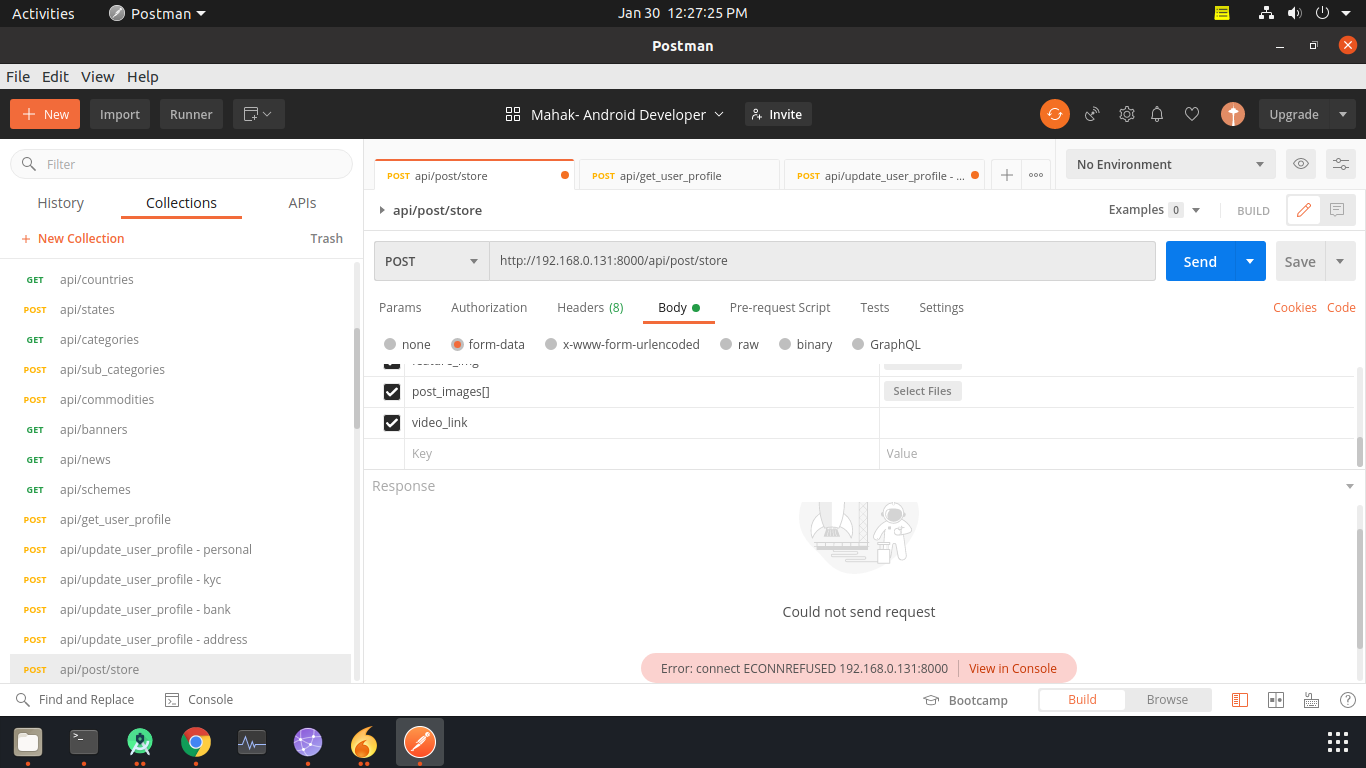 Activities Postman Jan 30 12:27:25 PM
Postman
File Edit View Help
New Import Runner Mahak- Android Developer Invite Upgrade
Filter
History Collections APIs
+ New Collection Trash
GET api/countries
POST api/states
GET api/categories
POST api/sub_categories
POST api/commodities
GET api/banners
GET api/news
GET api/schemes
POST api/get_user_profile
POST api/update_user_profile - personal
POST api/update_user_profile - kyc
POST api/update_user_profile - bank
POST api/update_user_profile - address
POST api/post/store
POST api/post/store POST api/get_user_profile POST api/update_user_profile - ... No Environment
api/post/store Examples 0 BUILD
POST http://192.168.0.131:8000/api/post/store Send Save
Params Authorization Headers (8) Body Pre-request Script Tests Settings Cookies Code
none form-data x-www-form-urlencoded raw binary GraphQL
post_images[] Select Files
video_link
Key Value
Response
Could not send request
Error: connect ECONNREFUSED 192.168.0.131:8000 View in Console
Find and Replace Console Bootcamp Build Browse